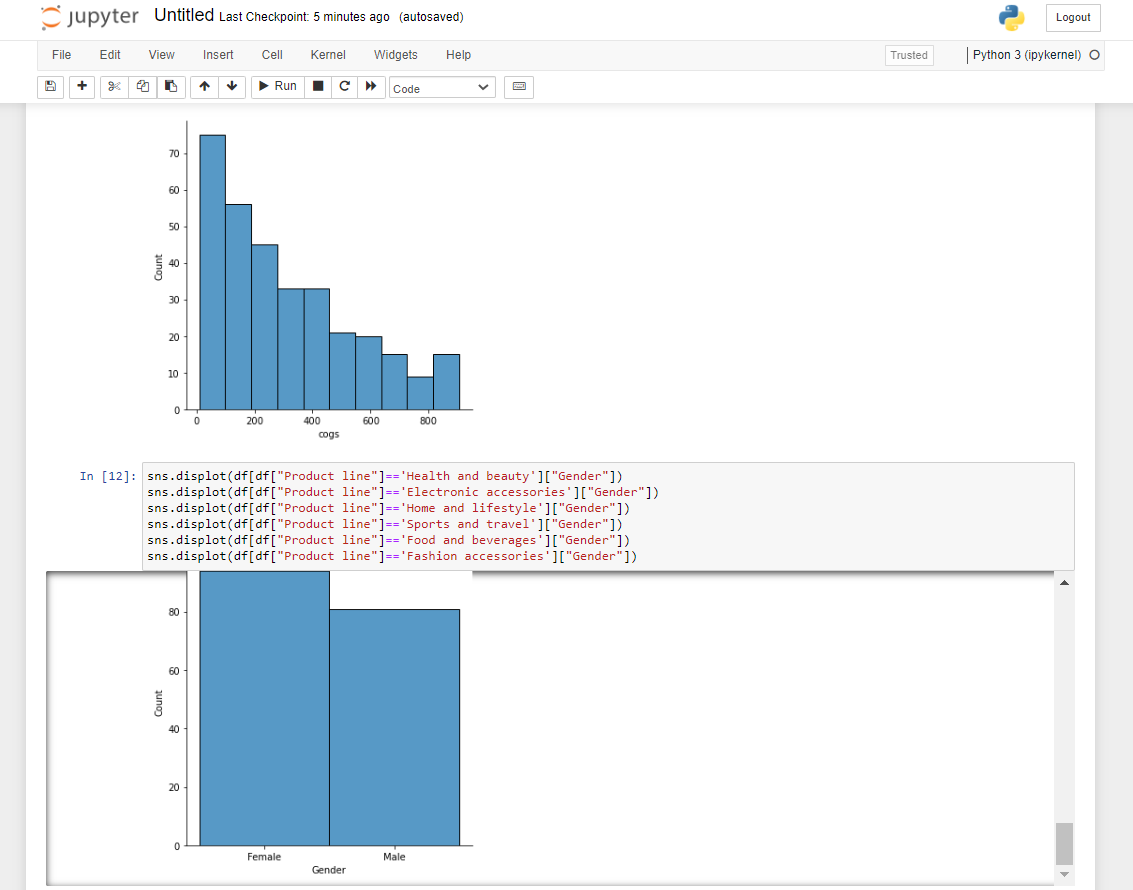 jupyter Untitled Last Checkpoint: 5 minutes ago (autosaved) Logout
File Edit View Insert Cell Kernel Widgets Help Trusted Python 3 (ipykernel)
Run Code
70
60
50
40
30
20
10
0
Count
0 200 400 600 800
cogs
In [12]: sns.displot(df[df["Product line"]=='Health and beauty']["Gender"])
sns.displot(df[df["Product line"]=='Electronic accessories']["Gender"])
sns.displot(df[df["Product line"]=='Home and lifestyle']["Gender"])
sns.displot(df[df["Product line"]=='Sports and travel']["Gender"])
sns.displot(df[df["Product line"]=='Food and beverages']["Gender"])
sns.displot(df[df["Product line"]=='Fashion accessories']["Gender"])
80
60
40
20
0
Count
Female Male
Gender